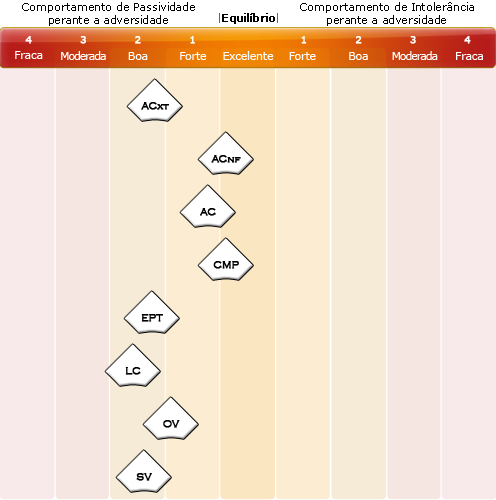 Comportamento de Passividade
perante a adversidade
|Equilíbrio|
Comportamento de Intolerância
perante a adversidade
4 3 2 1 1 2 3 4
Fraca Moderada Boa Forte Excelente Forte Boa Moderada Fraca
ACXT
ACNF
AC
CMP
EPT
LC
OV
SV